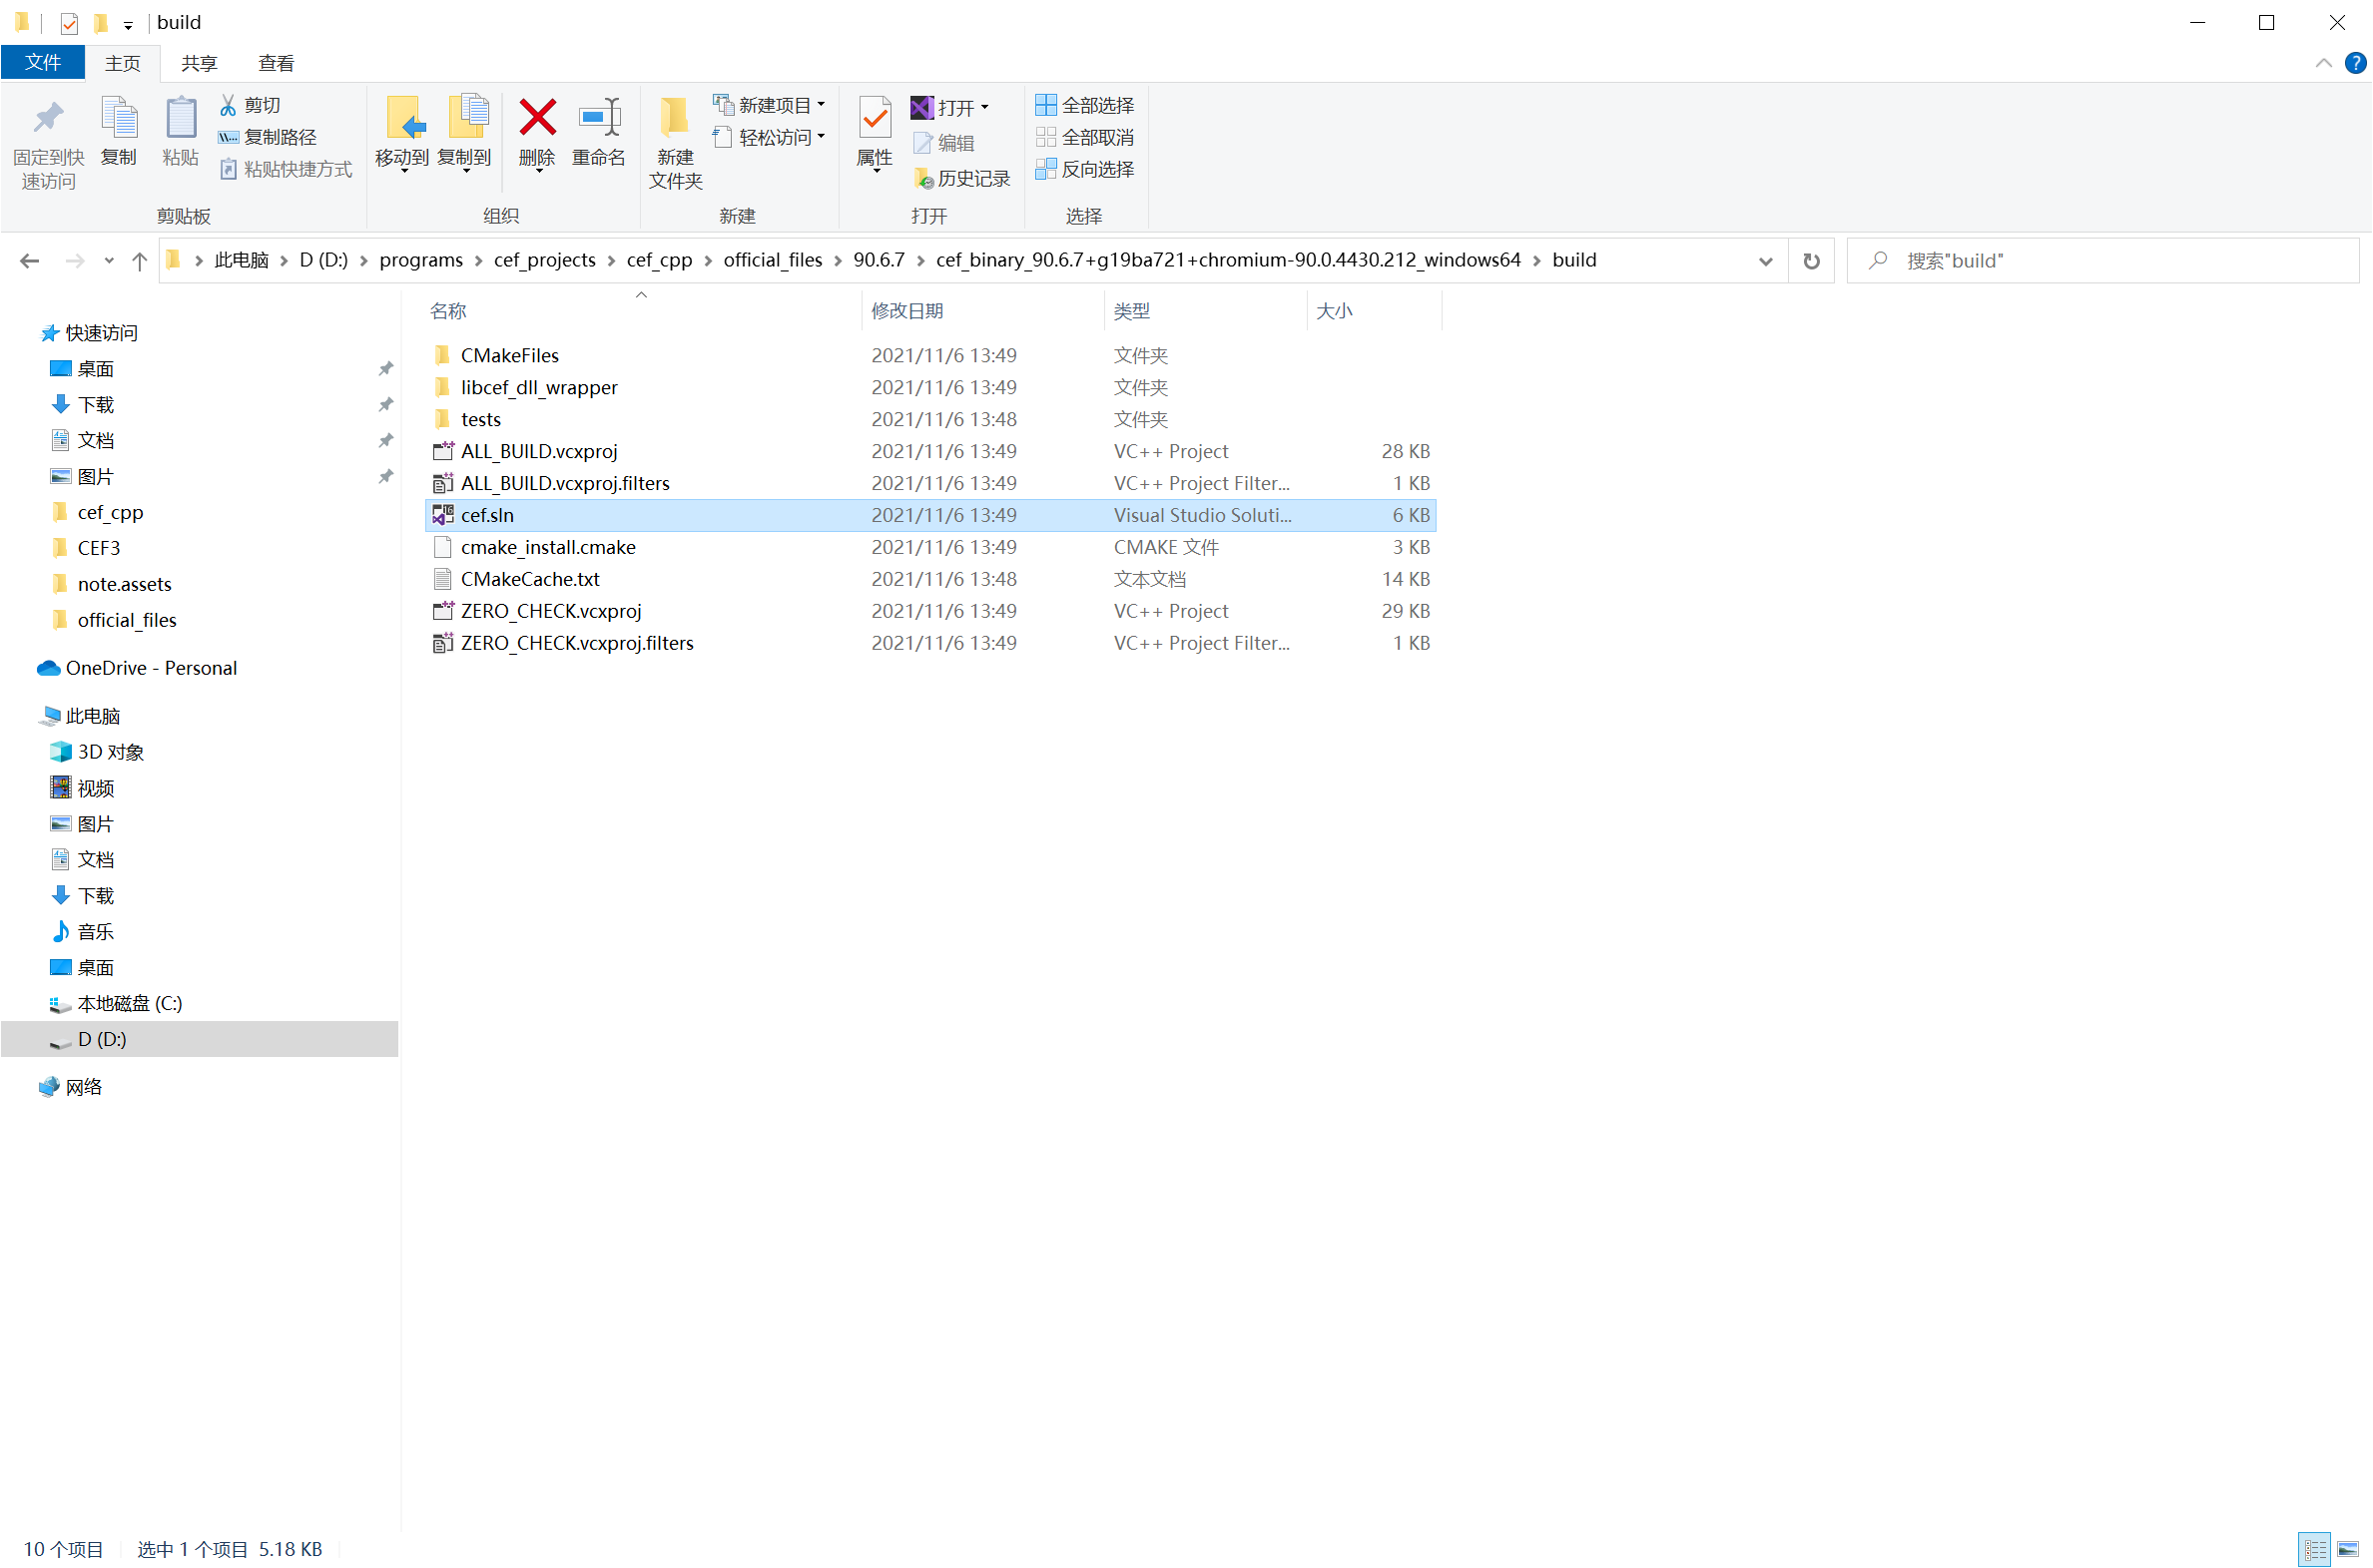 build
文件 主页 共享 查看
固定到快速访问
复制
粘贴
剪切
复制路径
粘贴快捷方式
剪贴板
移动到
复制到
删除
重命名
组织
新建文件夹
新建项目
轻松访问
新建
属性
打开
编辑
历史记录
打开
全部选择
全部取消
反向选择
选择
此电脑 D (D:) programs cef_projects cef_cpp official_files 90.6.7 cef_binary_90.6.7+g19ba721+chromium-90.0.4430.212_windows64 build
搜索"build"
快速访问
桌面
下载
文档
图片
cef_cpp
CEF3
note.assets
official_files
OneDrive - Personal
此电脑
3D 对象
视频
图片
文档
下载
音乐
桌面
本地磁盘 (C:)
D (D:)
网络
名称 修改日期 类型 大小
CMakeFiles 2021/11/6 13:49 文件夹
libcef_dll_wrapper 2021/11/6 13:49 文件夹
tests 2021/11/6 13:48 文件夹
ALL_BUILD.vcxproj 2021/11/6 13:49 VC++ Project 28 KB
ALL_BUILD.vcxproj.filters 2021/11/6 13:49 VC++ Project Filter... 1 KB
cef.sln 2021/11/6 13:49 Visual Studio Soluti... 6 KB
cmake_install.cmake 2021/11/6 13:49 CMAKE 文件 3 KB
CMakeCache.txt 2021/11/6 13:48 文本文档 14 KB
ZERO_CHECK.vcxproj 2021/11/6 13:49 VC++ Project 29 KB
ZERO_CHECK.vcxproj.filters 2021/11/6 13:49 VC++ Project Filter... 1 KB
10 个项目 选中 1 个项目 5.18 KB